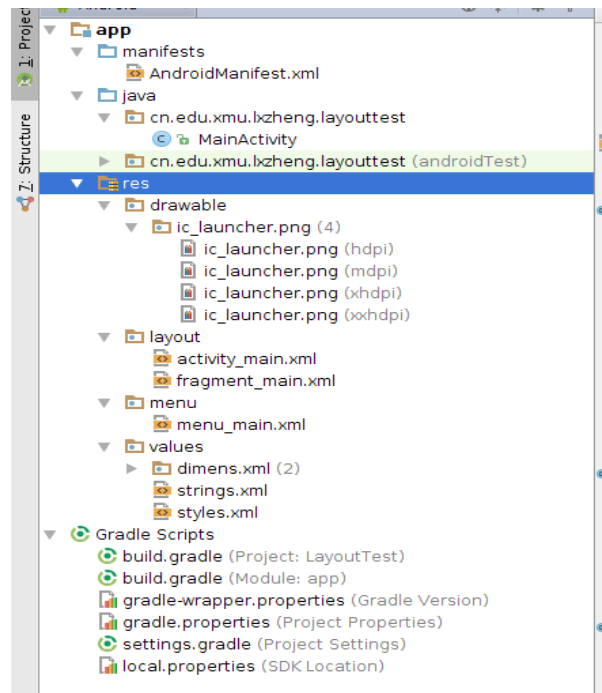 1: Project
7: Structure
app
manifests
AndroidManifest.xml
java
cn.edu.xmu.lxzheng.layouttest
MainActivity
cn.edu.xmu.lxzheng.layouttest (androidTest)
res
drawable
ic_launcher.png (4)
ic_launcher.png (hdpi)
ic_launcher.png (mdpi)
ic_launcher.png (xhdpi)
ic_launcher.png (xxhdpi)
layout
activity_main.xml
fragment_main.xml
menu
menu_main.xml
values
dimens.xml (2)
strings.xml
styles.xml
Gradle Scripts
build.gradle (Project: LayoutTest)
build.gradle (Module: app)
gradle-wrapper.properties (Gradle Version)
gradle.properties (Project Properties)
settings.gradle (Project Settings)
local.properties (SDK Location)